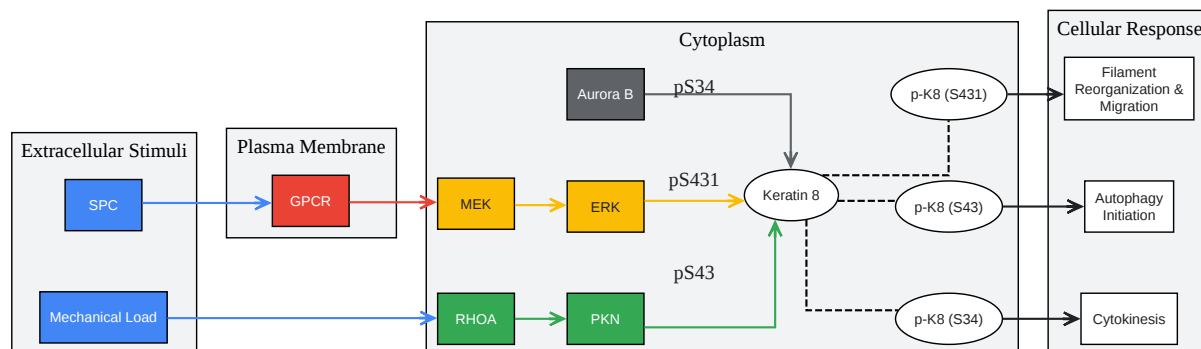 Extracellular Stimuli
SPC
Mechanical Load
Plasma Membrane
GPCR
Cytoplasm
Aurora B
pS34
MEK
ERK
pS431
RHOA
PKN
pS43
Keratin 8
p-K8 (S431)
p-K8 (S43)
p-K8 (S34)
Cellular Response
Filament
Reorganization &
Migration
Autophagy
Initiation
Cytokinesis